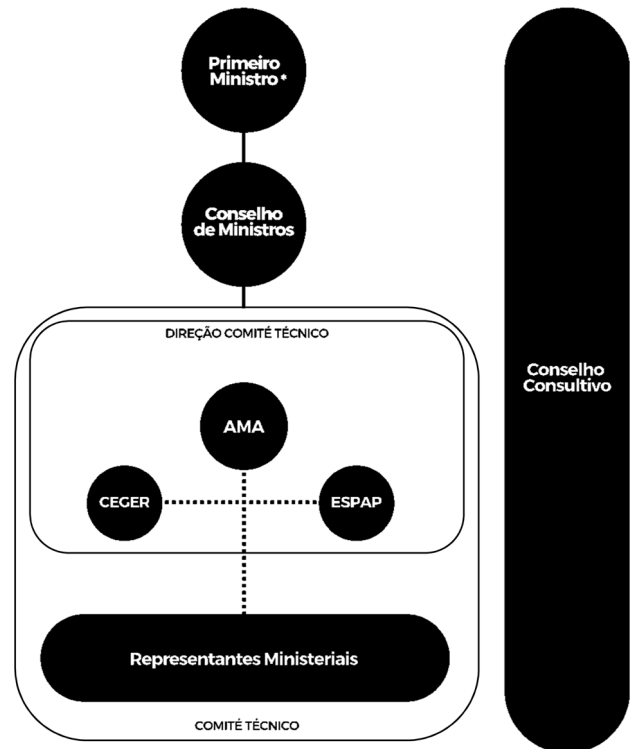 Primeiro
Ministro*
Conselho
de Ministros
DIREÇÃO COMITÉ TÉCNICO
AMA
CEGER
ESPAP
Representantes Ministeriais
COMITÉ TÉCNICO
Conselho
Consultivo